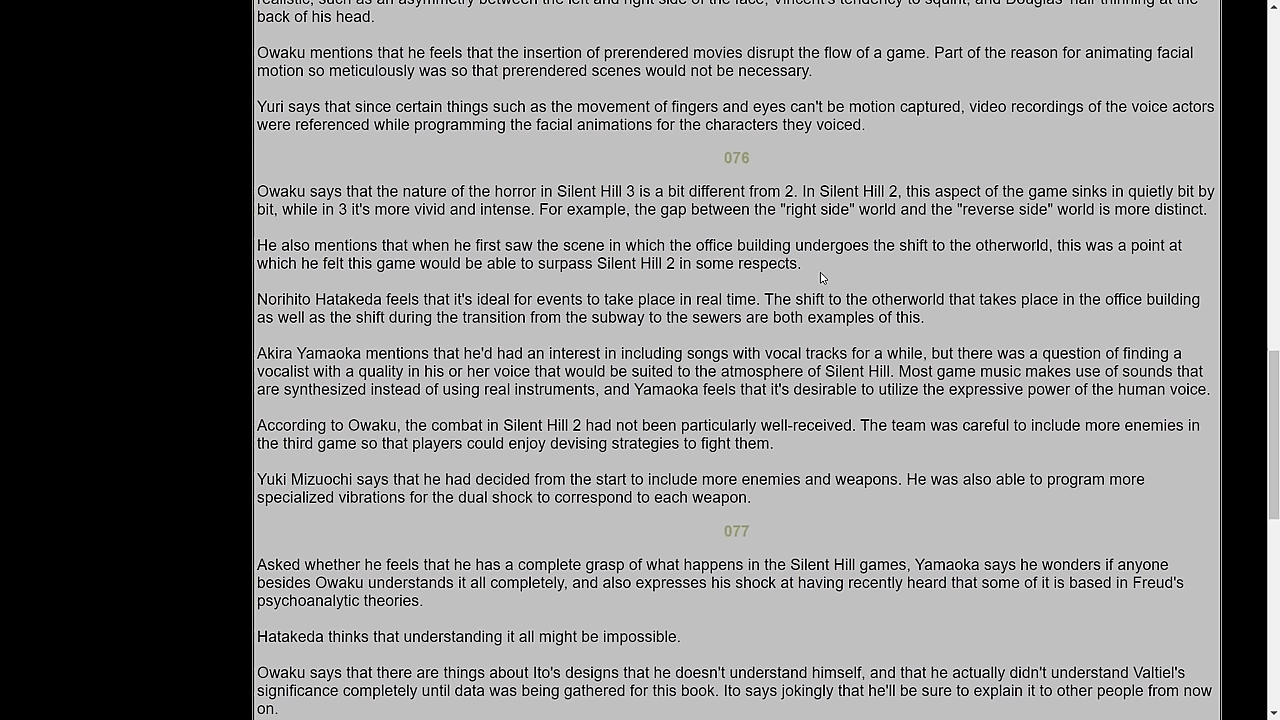 realistic, such as an asymmetry between the left and right side of the face, Vincent's tendency to squint, and Douglas' hair thinning at the
back of his head.
Owaku mentions that he feels that the insertion of prerendered movies disrupt the flow of a game. Part of the reason for animating facial
motion so meticulously was so that prerendered scenes would not be necessary.
Yuri says that since certain things such as the movement of fingers and eyes can't be motion captured, video recordings of the voice actors
were referenced while programming the facial animations for the characters they voiced.
076
Owaku says that the nature of the horror in Silent Hill 3 is a bit different from 2. In Silent Hill 2, this aspect of the game sinks in quietly bit by
bit, while in 3 it's more vivid and intense. For example, the gap between the "right side" world and the "reverse side" world is more distinct.
He also mentions that when he first saw the scene in which the office building undergoes the shift to the otherworld, this was a point at
which he felt this game would be able to surpass Silent Hill 2 in some respects.
Norihito Hatakeda feels that it's ideal for events to take place in real time. The shift to the otherworld that takes place in the office building
as well as the shift during the transition from the subway to the sewers are both examples of this.
Akira Yamaoka mentions that he'd had an interest in including songs with vocal tracks for a while, but there was a question of finding a
vocalist with a quality in his or her voice that would be suited to the atmosphere of Silent Hill. Most game music makes use of sounds that
are synthesized instead of using real instruments, and Yamaoka feels that it's desirable to utilize the expressive power of the human voice.
According to Owaku, the combat in Silent Hill 2 had not been particularly well-received. The team was careful to include more enemies in
the third game so that players could enjoy devising strategies to fight them.
Yuki Mizuochi says that he had decided from the start to include more enemies and weapons. He was also able to program more
specialized vibrations for the dual shock to correspond to each weapon.
077
Asked whether he feels that he has a complete grasp of what happens in the Silent Hill games, Yamaoka says he wonders if anyone
besides Owaku understands it all completely, and also expresses his shock at having recently heard that some of it is based in Freud's
psychoanalytic theories.
Hatakeda thinks that understanding it all might be impossible.
Owaku says that there are things about Ito's designs that he doesn't understand himself, and that he actually didn't understand Valtiel's
significance completely until data was being gathered for this book. Ito says jokingly that he'll be sure to explain it to other people from now
on.